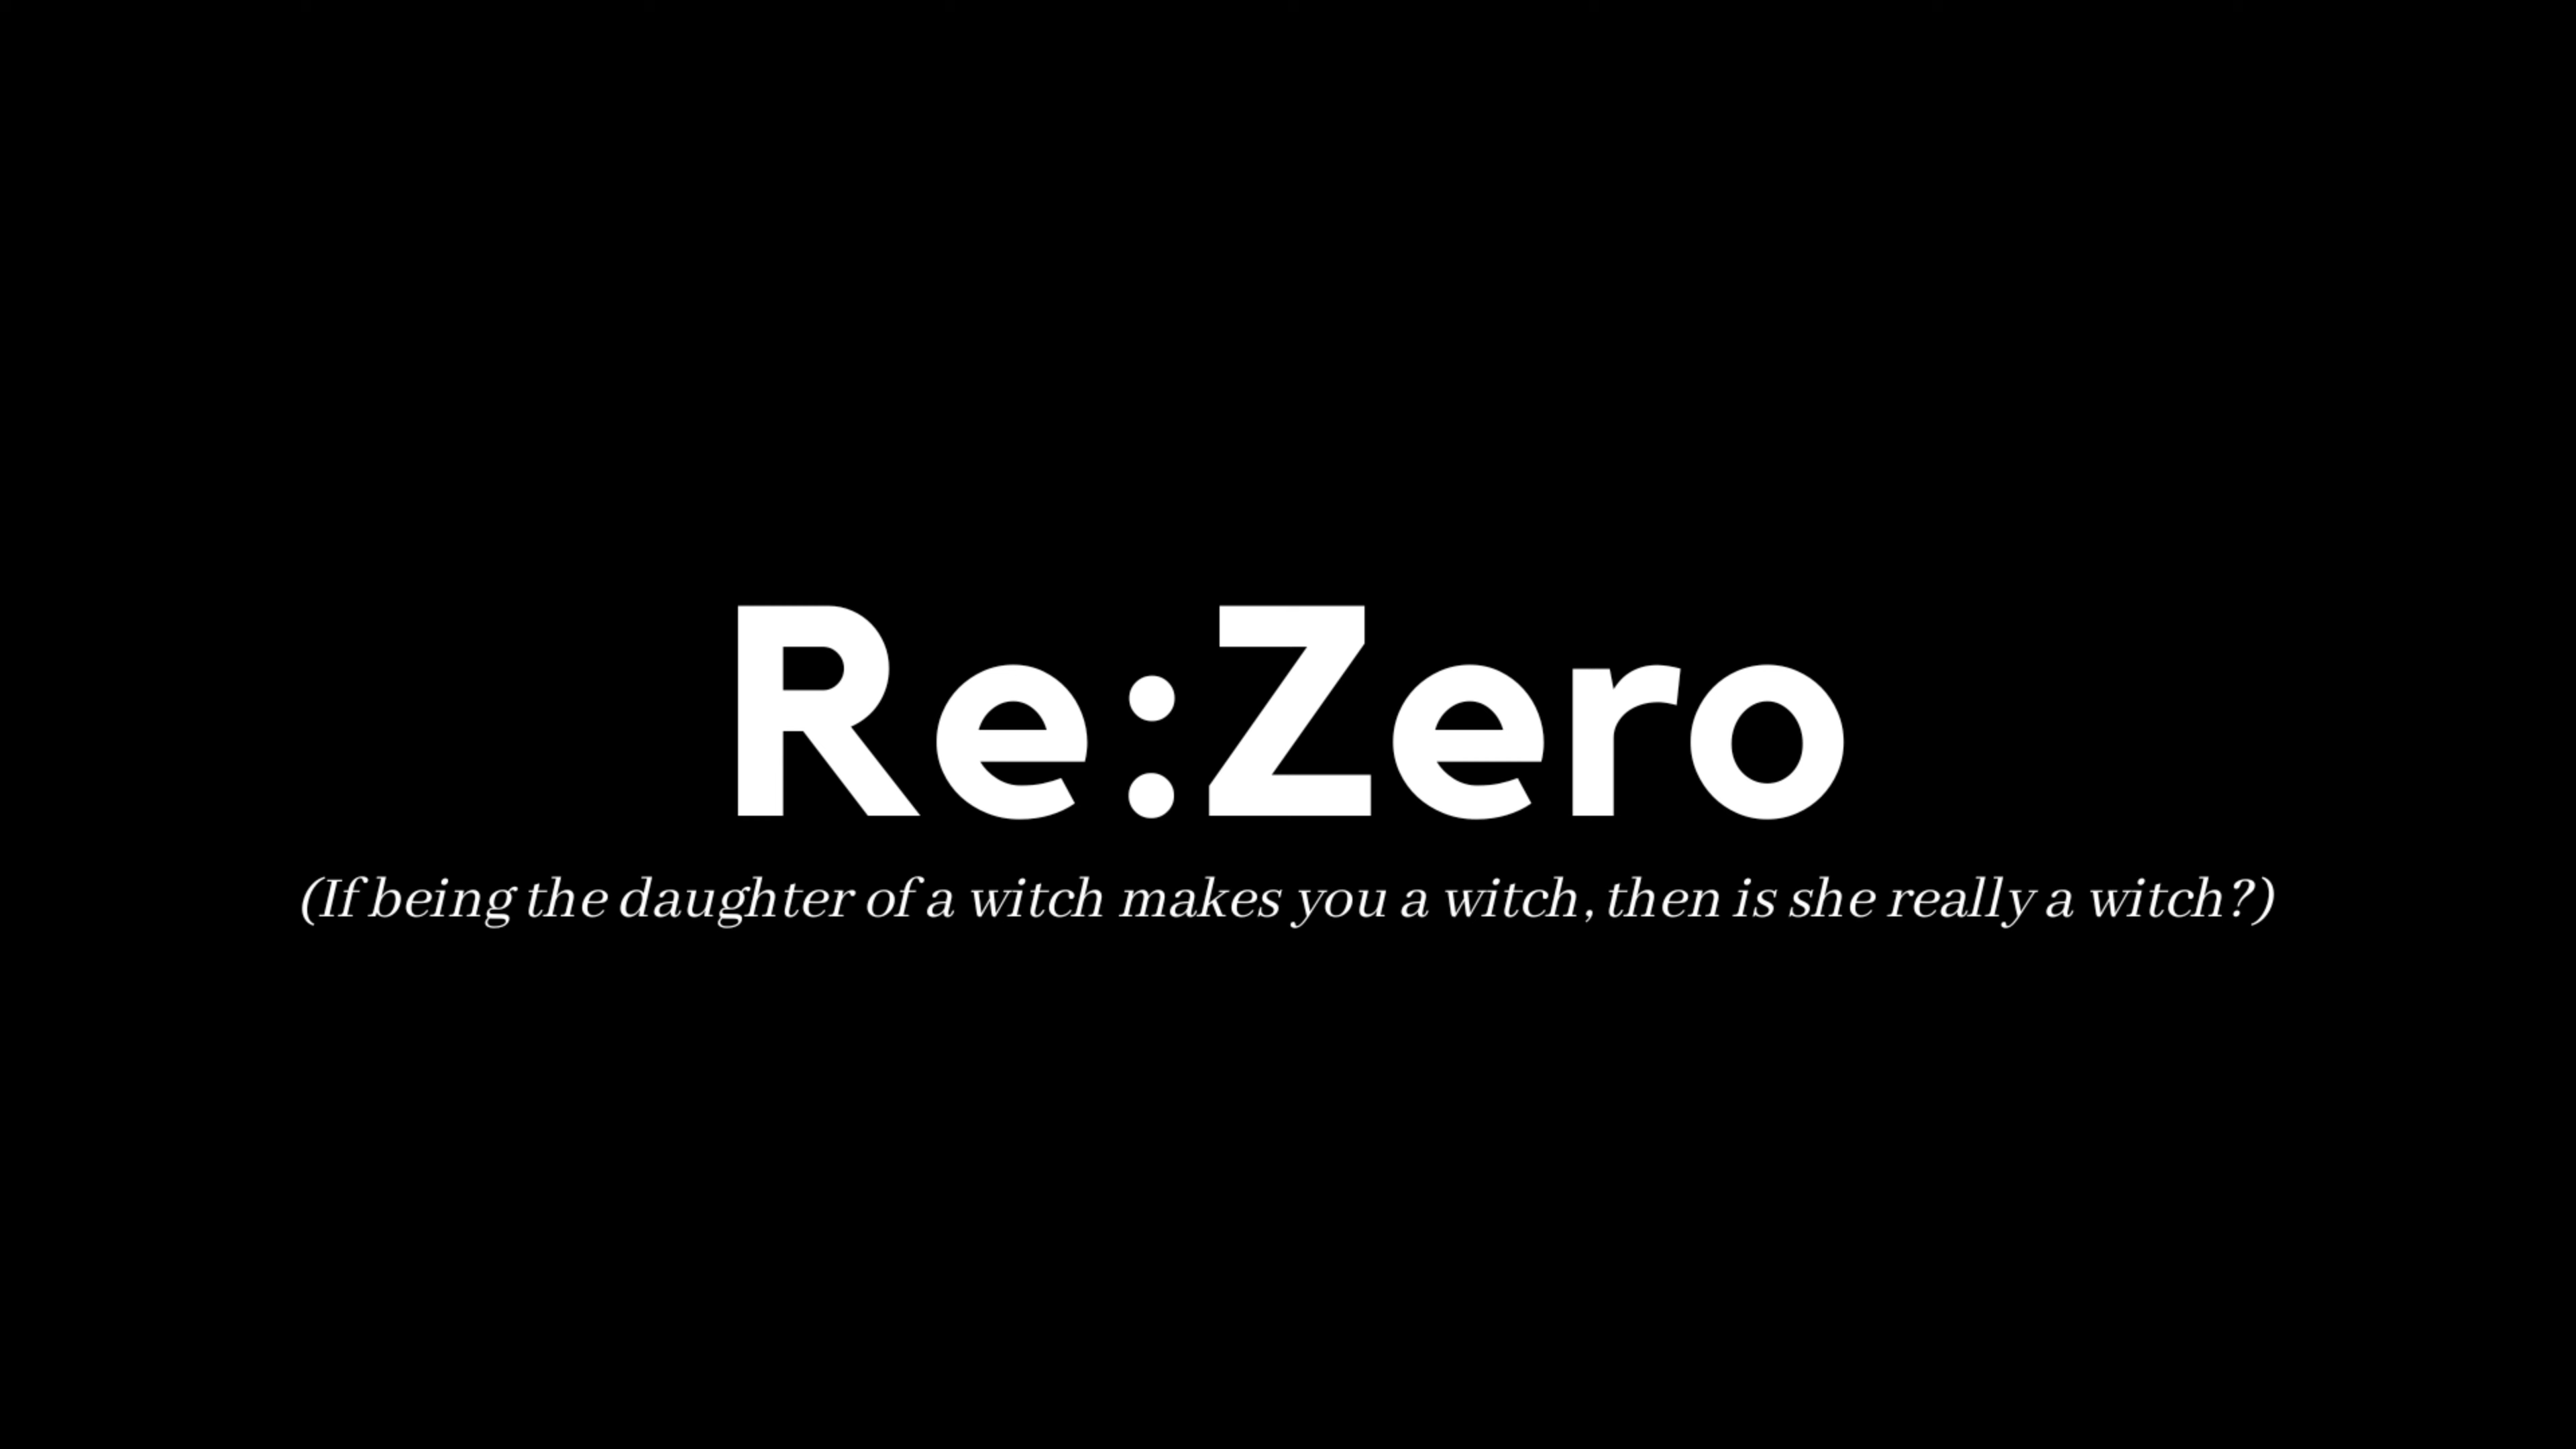 Re:Zero
(If being the daughter of a witch makes you a witch, then is she really a witch?)